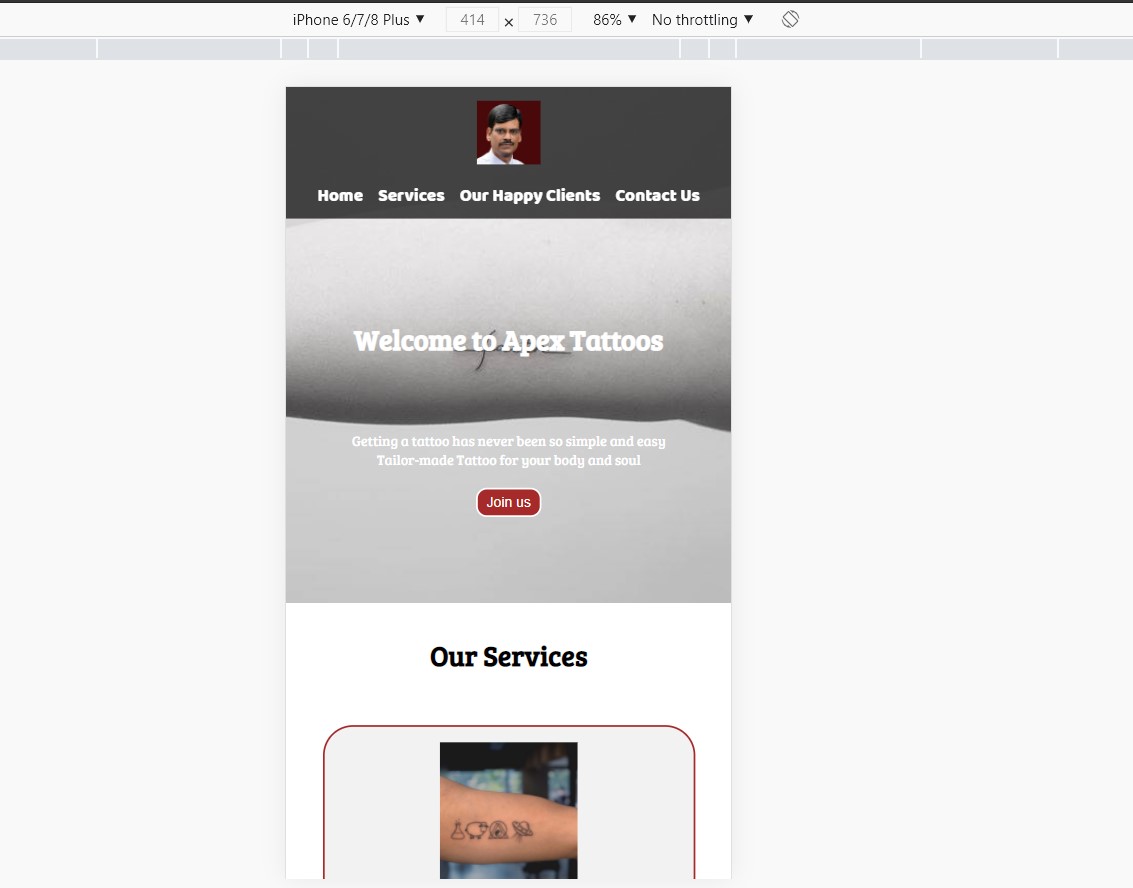 iPhone 6/7/8 Plus ▼ 414 × 736 86% ▼ No throttling ▼
Home Services Our Happy Clients Contact Us
Welcome to Apex Tattoos
Getting a tattoo has never been so simple and easy
Tailor-made Tattoo for your body and soul
Join us
Our Services